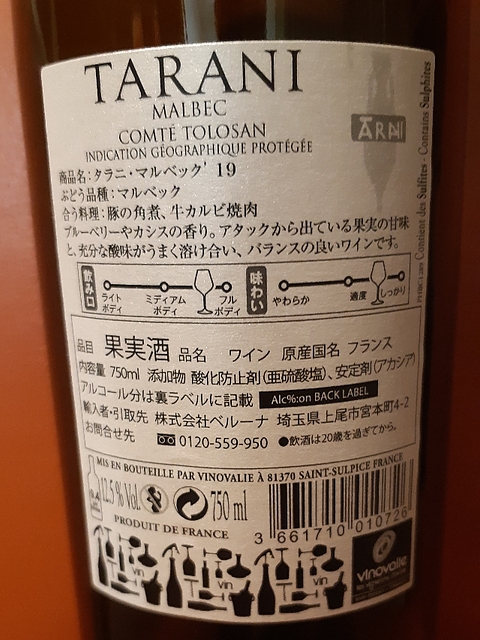 TARANI
MALBEC
COMTÉ TOLOSAN
INDICATION GÉOGRAPHIQUE PROTÉGÉE
ĀRNI
商品名:タラニ・マルベック' 19
ぶどう品種:マルベック
合う料理:豚の角煮、牛カルビ焼肉
ブルーベリーやカシスの香り。アタックから出ている果実の甘味
と、充分な酸味がうまく溶け合い、バランスの良いワインです。
Contient des Sulfites - Contains Sulphites
飲み口 ライトボディ ミディアムボディ フルボディ 味わい やわらか 適度 しっかり
品目 果実酒 品名 ワイン 原産国名 フランス
内容量 750ml 添加物 酸化防止剤(亜硫酸塩)、安定剤(アカシア)
アルコール分は裏ラベルに記載 Alc%:on BACK LABEL
輸入者・引取先 株式会社ベルーナ 埼玉県上尾市宮本町4-2
お問合せ先 0120-559-950 ●飲酒は20歳を過ぎてから。
MIS EN BOUTEILLE PAR VINOVALIE À 81370 SAINT-SULPICE FRANCE
12.5 % Vol. 750 ml
PRODUIT DE FRANCE
3 661710 010726
vin vin vin
vinovalie